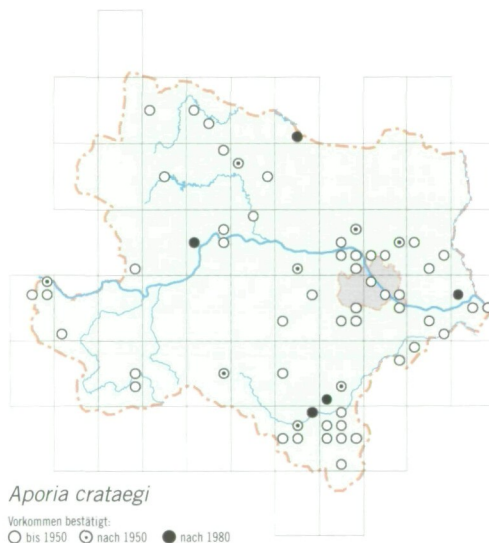 Aporia crataegi
Vorkommen bestätigt:
bis 1950 nach 1950 nach 1980